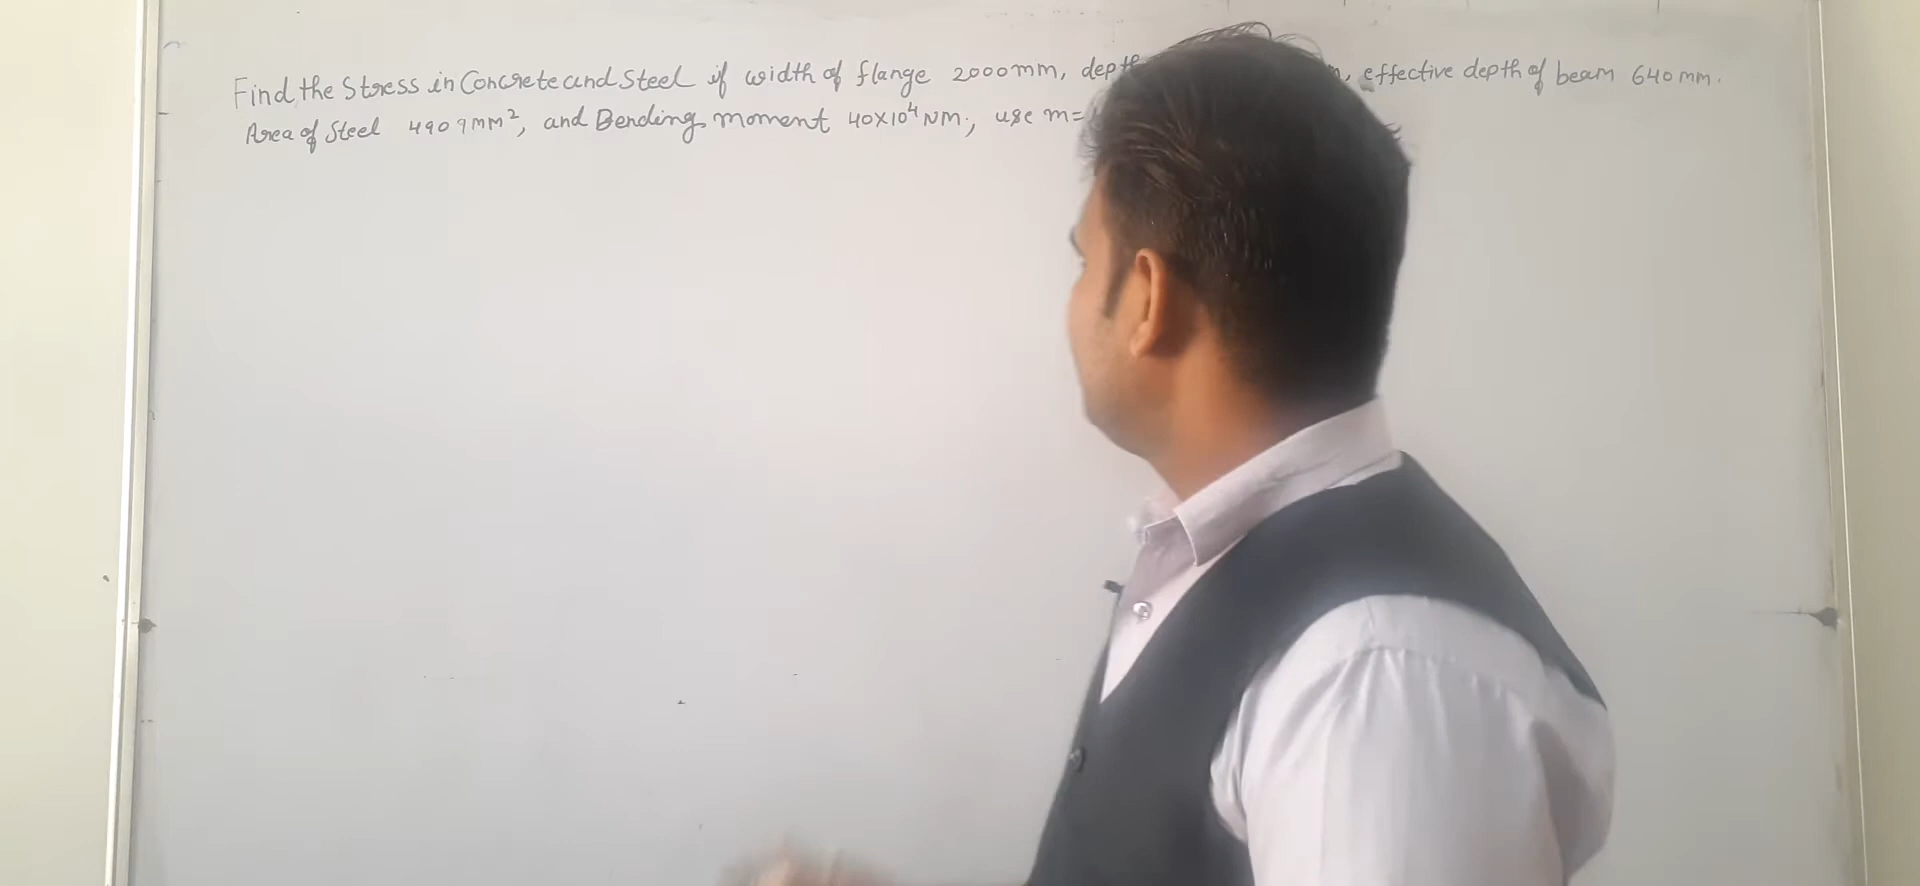 Find the Stress in Concrete and Steel if width of flange 2000mm, depth effective depth of beam 640mm.
Area of Steel 4909mm², and Bending moment 40X10⁴ NM., use m=